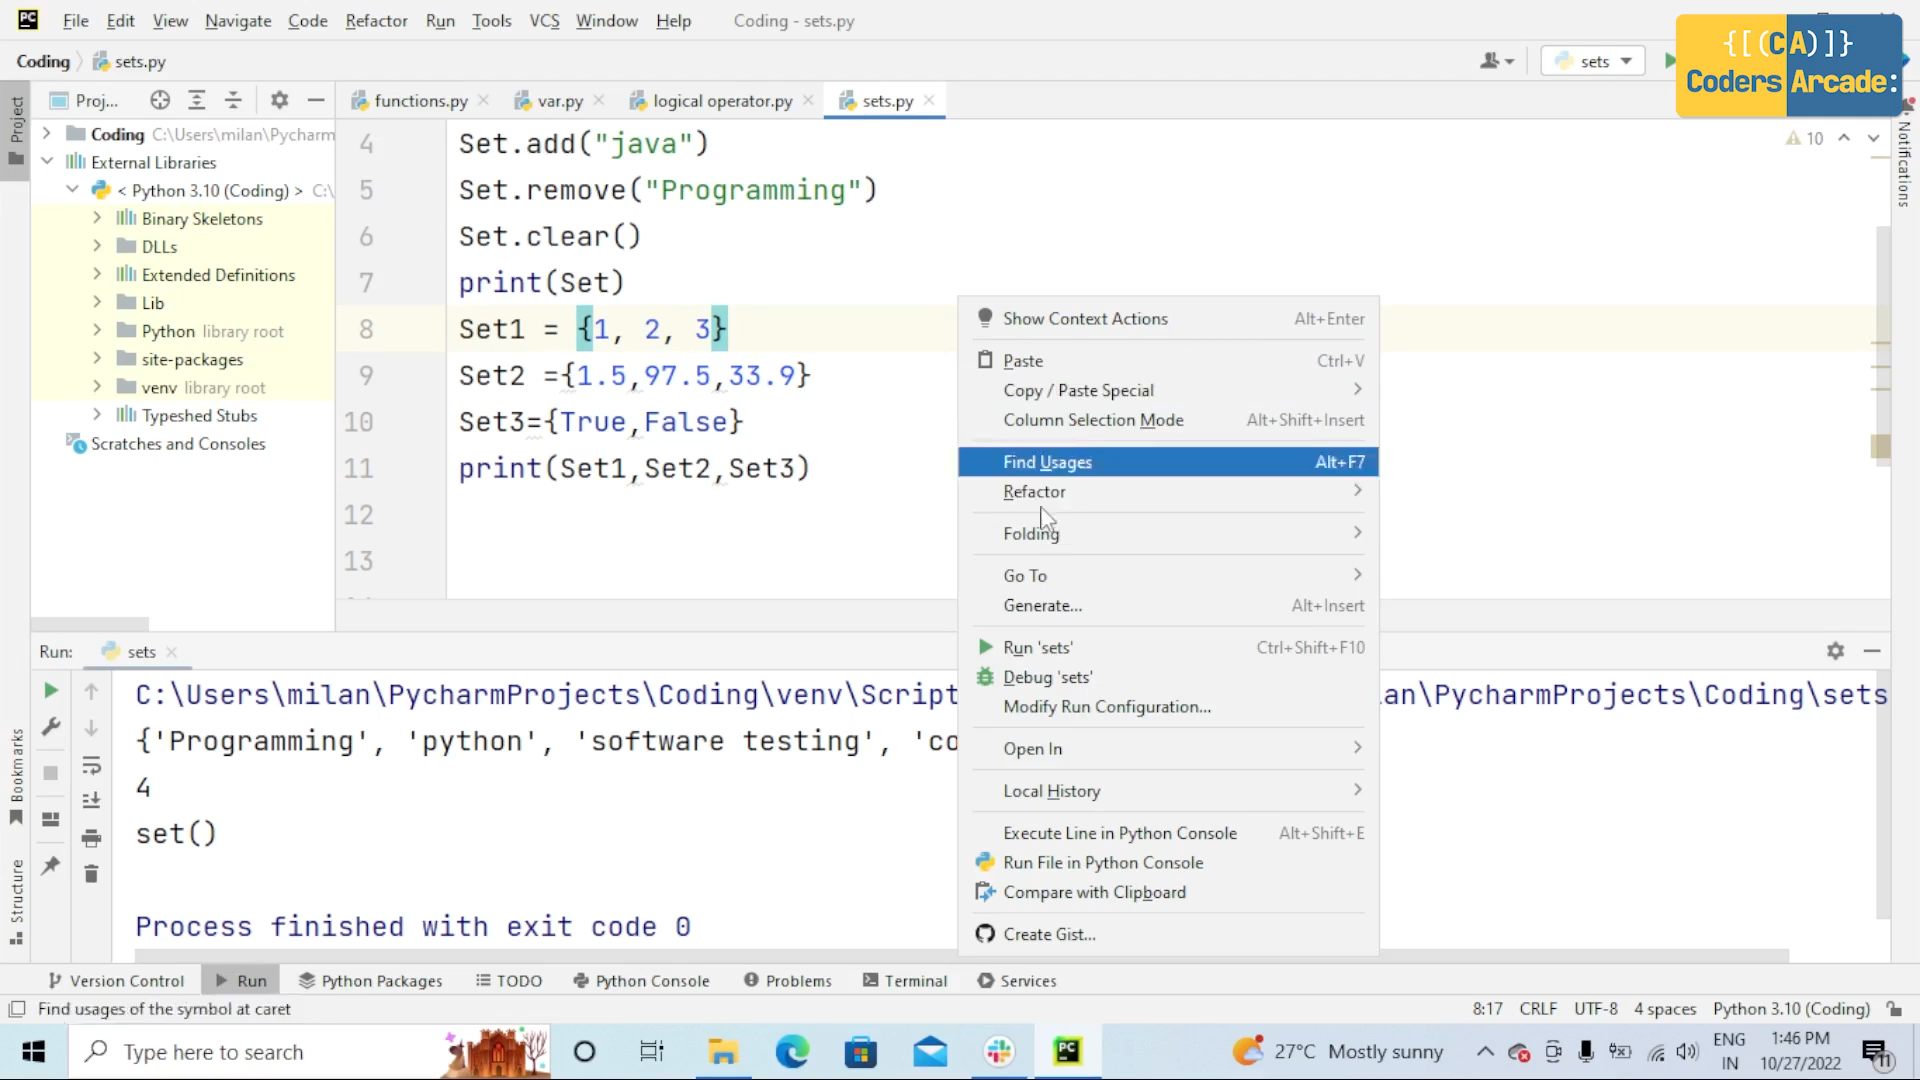 File Edit View Navigate Code Refactor Run Tools VCS Window Help Coding - sets.py
{[(CA)]}
Coders Arcade:
Coding sets.py
sets
Project
Proj...
functions.py
var.py
logical operator.py
sets.py
Notifications
Coding C:\Users\milan\Pycharm
External Libraries
< Python 3.10 (Coding) > C:\
Binary Skeletons
DLLs
Extended Definitions
Lib
Python library root
site-packages
venv library root
Typeshed Stubs
Scratches and Consoles
10
4 Set.add("java")
5 Set.remove("Programming")
6 Set.clear()
7 print(Set)
8 Set1 = {1, 2, 3}
9 Set2 ={1.5,97.5,33.9}
10 Set3={True,False}
11 print(Set1,Set2,Set3)
12
13
Show Context Actions Alt+Enter
Paste Ctrl+V
Copy / Paste Special
Column Selection Mode Alt+Shift+Insert
Find Usages Alt+F7
Refactor
Folding
Go To
Generate... Alt+Insert
Run 'sets' Ctrl+Shift+F10
Debug 'sets'
Modify Run Configuration...
Open In
Local History
Execute Line in Python Console Alt+Shift+E
Run File in Python Console
Compare with Clipboard
Create Gist...
Run: sets
C:\Users\milan\PycharmProjects\Coding\venv\Script
an\PycharmProjects\Coding\sets
{'Programming', 'python', 'software testing', 'co
4
set()
Process finished with exit code 0
Bookmarks
Structure
Version Control Run Python Packages TODO Python Console Problems Terminal Services
Find usages of the symbol at caret 8:17 CRLF UTF-8 4 spaces Python 3.10 (Coding)
Type here to search
PC
27°C Mostly sunny
ENG
IN
1:46 PM
10/27/2022
11